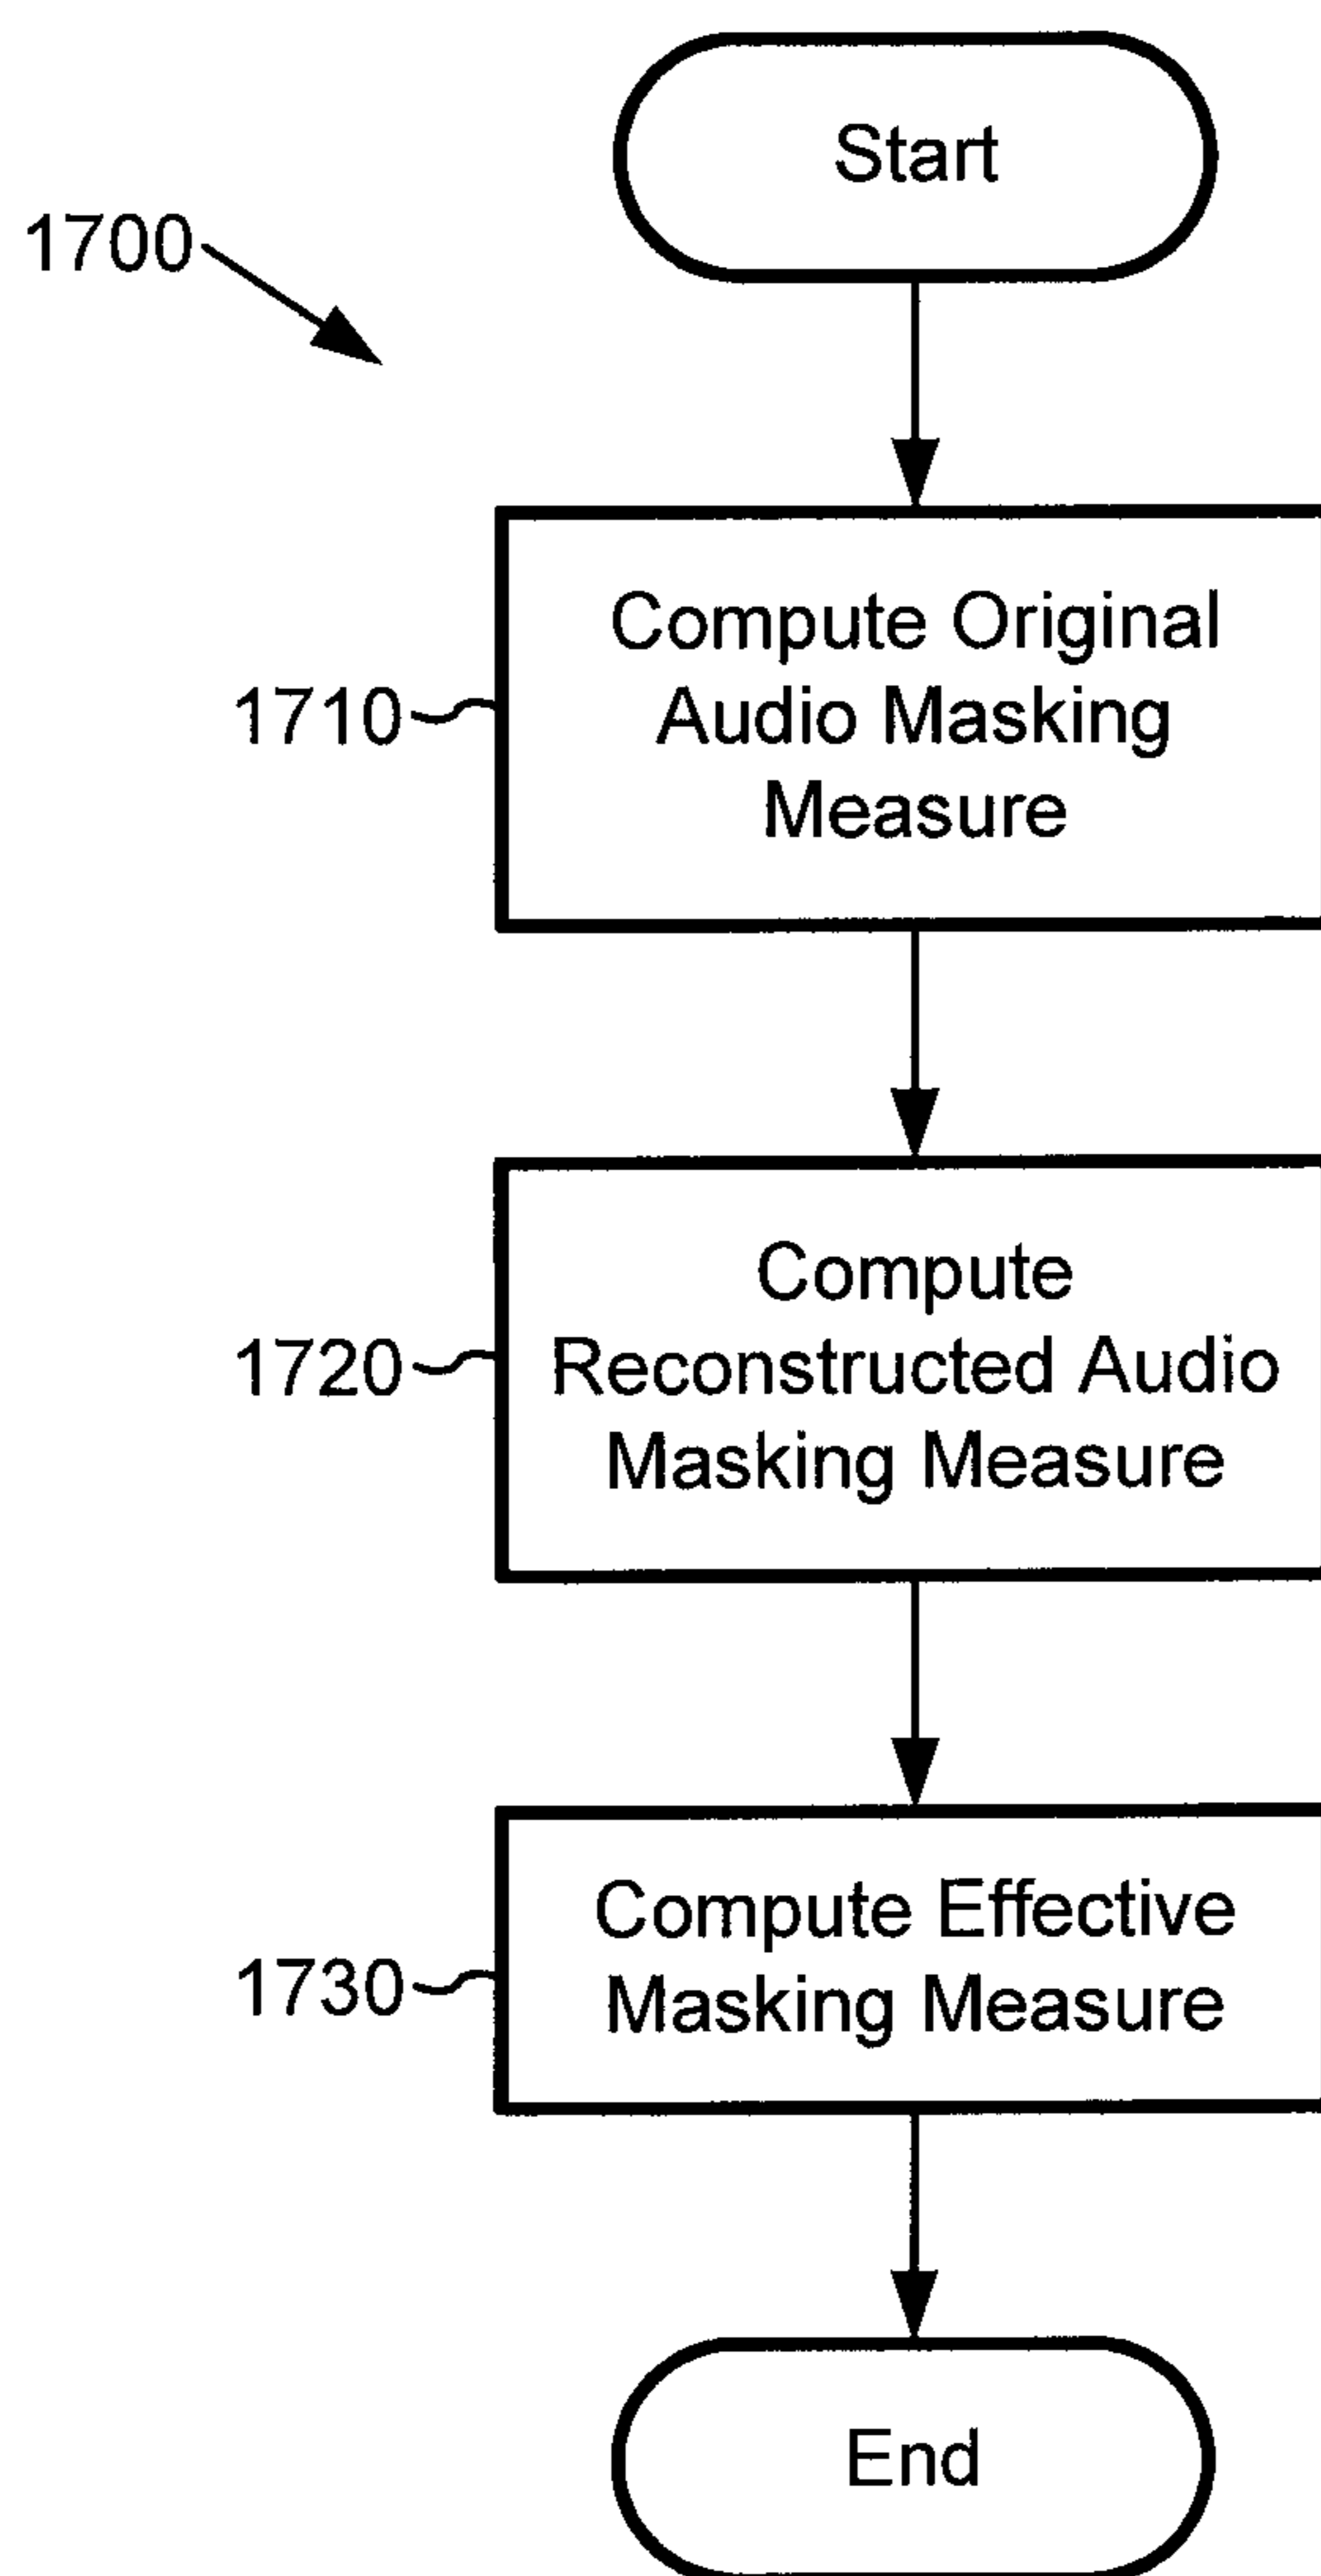 Start
1700
Compute Original
Audio Masking
Measure
1710
Compute
Reconstructed Audio
Masking Measure
1720
Compute Effective
Masking Measure
1730
End